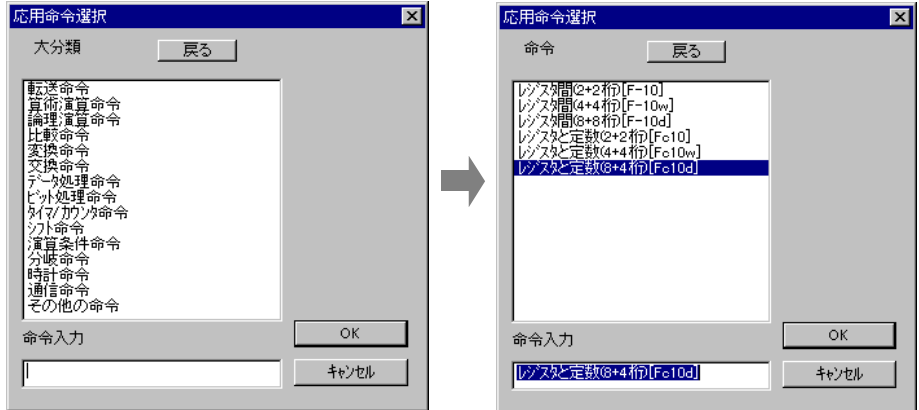 応用命令選択
大分類
戻る
転送命令
算術演算命令
論理演算命令
比較命令
変換命令
交換命令
ﾃﾞｰﾀ処理命令
ﾋﾞｯﾄ処理命令
ﾀｲﾏ/ｶｳﾝﾀ命令
ｼﾌﾄ命令
演算条件命令
分岐命令
時計命令
通信命令
その他の命令
命令入力
OK
ｷｬﾝｾﾙ
応用命令選択
命令
戻る
ﾚｼﾞｽﾀ間(2+2桁)[F-10]
ﾚｼﾞｽﾀ間(4+4桁)[F-10w]
ﾚｼﾞｽﾀ間(8+8桁)[F-10d]
ﾚｼﾞｽﾀと定数(2+2桁)[Fc10]
ﾚｼﾞｽﾀと定数(4+4桁)[Fc10w]
ﾚｼﾞｽﾀと定数(8+4桁)[Fc10d]
命令入力
OK
ﾚｼﾞｽﾀと定数(8+4桁)[Fc10d]
ｷｬﾝｾﾙ